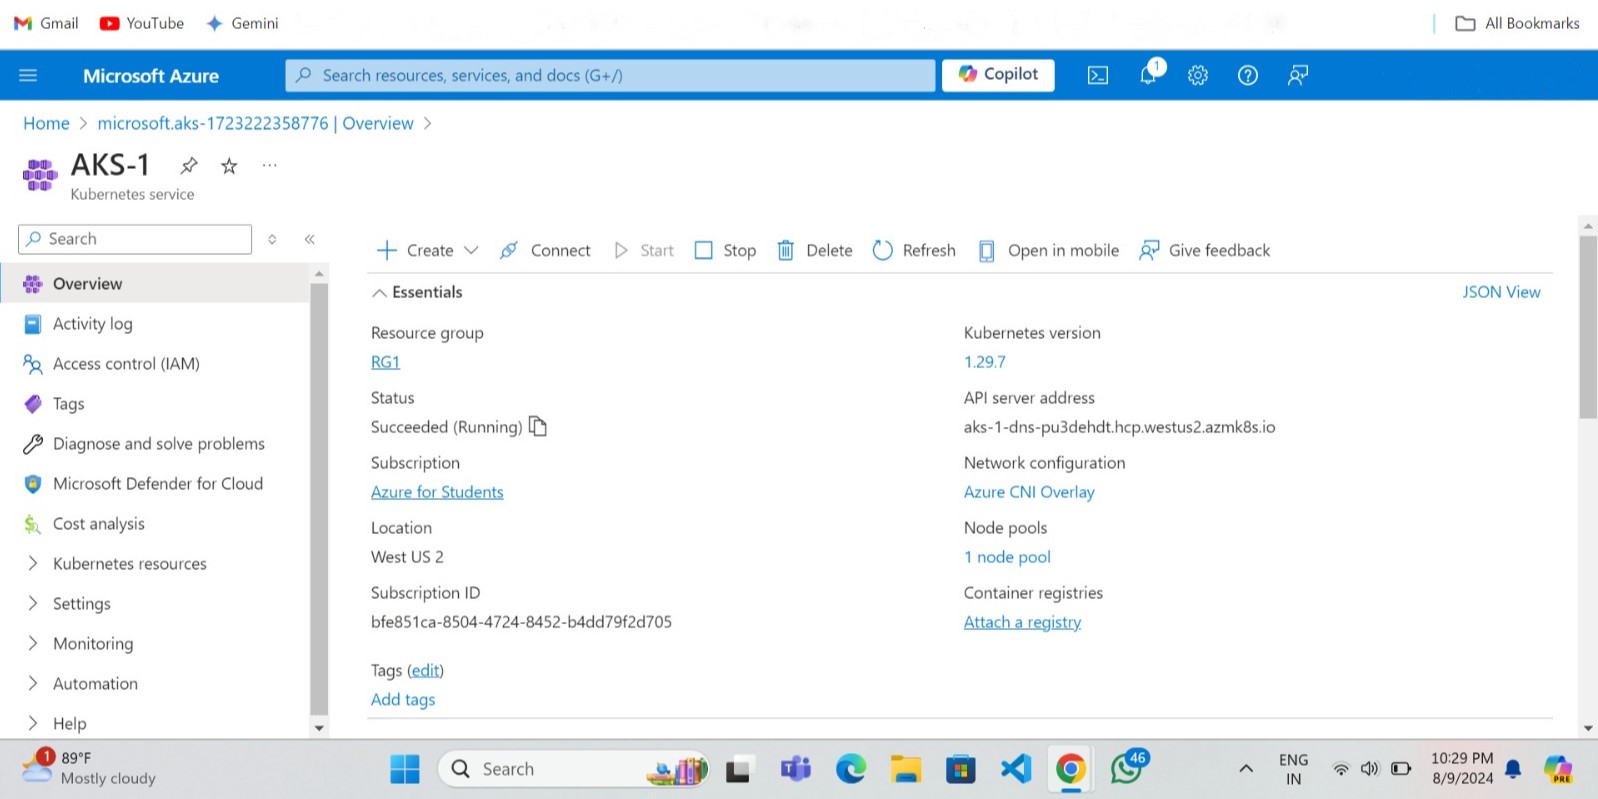 Gmail YouTube Gemini All Bookmarks
Microsoft Azure Search resources, services, and docs (G+/) Copilot 1
Home > microsoft.aks-1723222358776 | Overview >
AKS-1 ...
Kubernetes service
Search
Overview
Activity log
Access control (IAM)
Tags
Diagnose and solve problems
Microsoft Defender for Cloud
Cost analysis
Kubernetes resources
Settings
Monitoring
Automation
Help
Create Connect Start Stop Delete Refresh Open in mobile Give feedback
Essentials JSON View
Resource group
RG1
Status
Succeeded (Running)
Subscription
Azure for Students
Location
West US 2
Subscription ID
bfe851ca-8504-4724-8452-b4dd79f2d705
Tags (edit)
Add tags
Kubernetes version
1.29.7
API server address
aks-1-dns-pu3dehdt.hcp.westus2.azmk8s.io
Network configuration
Azure CNI Overlay
Node pools
1 node pool
Container registries
Attach a registry
1 89°F
Mostly cloudy
Search
46
ENG
IN
10:29 PM
8/9/2024
PRE